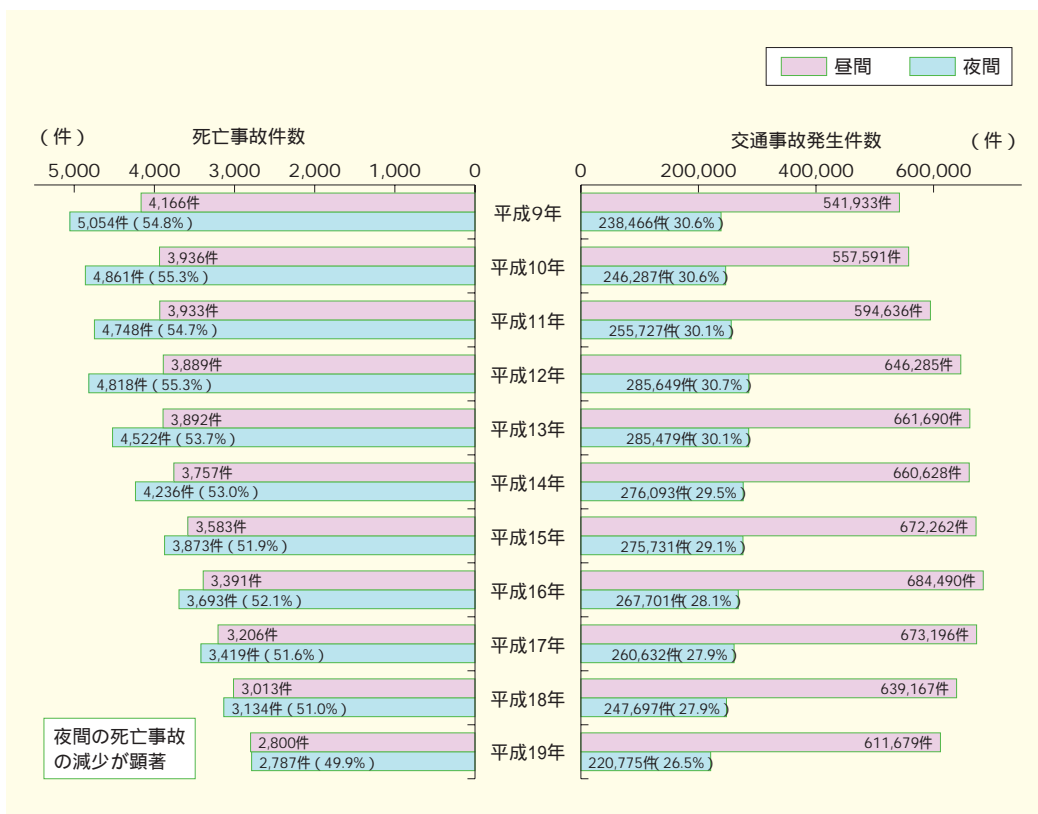 昼間 夜間
(件) 死亡事故件数
5,000 4,000 3,000 2,000 1,000 0
交通事故発生件数 (件)
0 200,000 400,000 600,000
4,166件 平成9年 541,933件
5,054件(54.8%) 238,466件(30.6%)
3,936件 平成10年 557,591件
4,861件(55.3%) 246,287件(30.6%)
3,933件 平成11年 594,636件
4,748件(54.7%) 255,727件(30.1%)
3,889件 平成12年 646,285件
4,818件(55.3%) 285,649件(30.7%)
3,892件 平成13年 661,690件
4,522件(53.7%) 285,479件(30.1%)
3,757件 平成14年 660,628件
4,236件(53.0%) 276,093件(29.5%)
3,583件 平成15年 672,262件
3,873件(51.9%) 275,731件(29.1%)
3,391件 平成16年 684,490件
3,693件(52.1%) 267,701件(28.1%)
3,206件 平成17年 673,196件
3,419件(51.6%) 260,632件(27.9%)
3,013件 平成18年 639,167件
3,134件(51.0%) 247,697件(27.9%)
2,800件 平成19年 611,679件
2,787件(49.9%) 220,775件(26.5%)
夜間の死亡事故
の減少が顕著